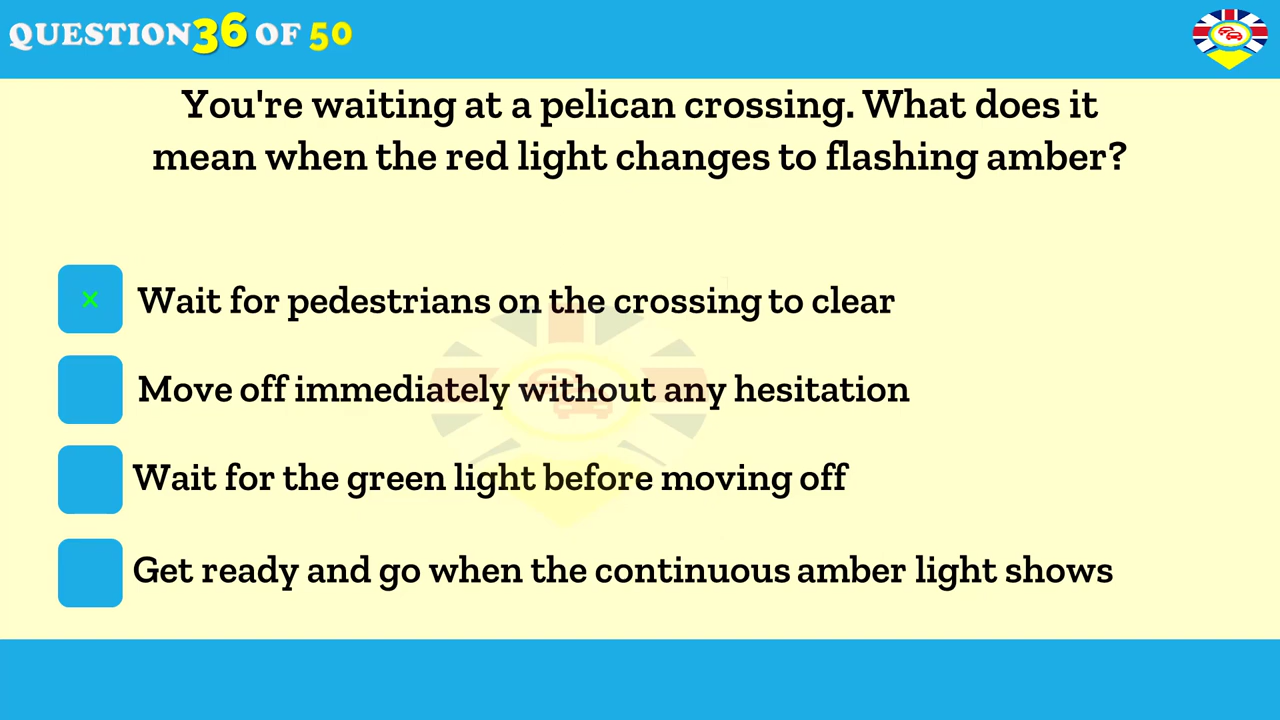 QUESTION 36 OF 50
You're waiting at a pelican crossing. What does it
mean when the red light changes to flashing amber?
Wait for pedestrians on the crossing to clear
Move off immediately without any hesitation
Wait for the green light before moving off
Get ready and go when the continuous amber light shows